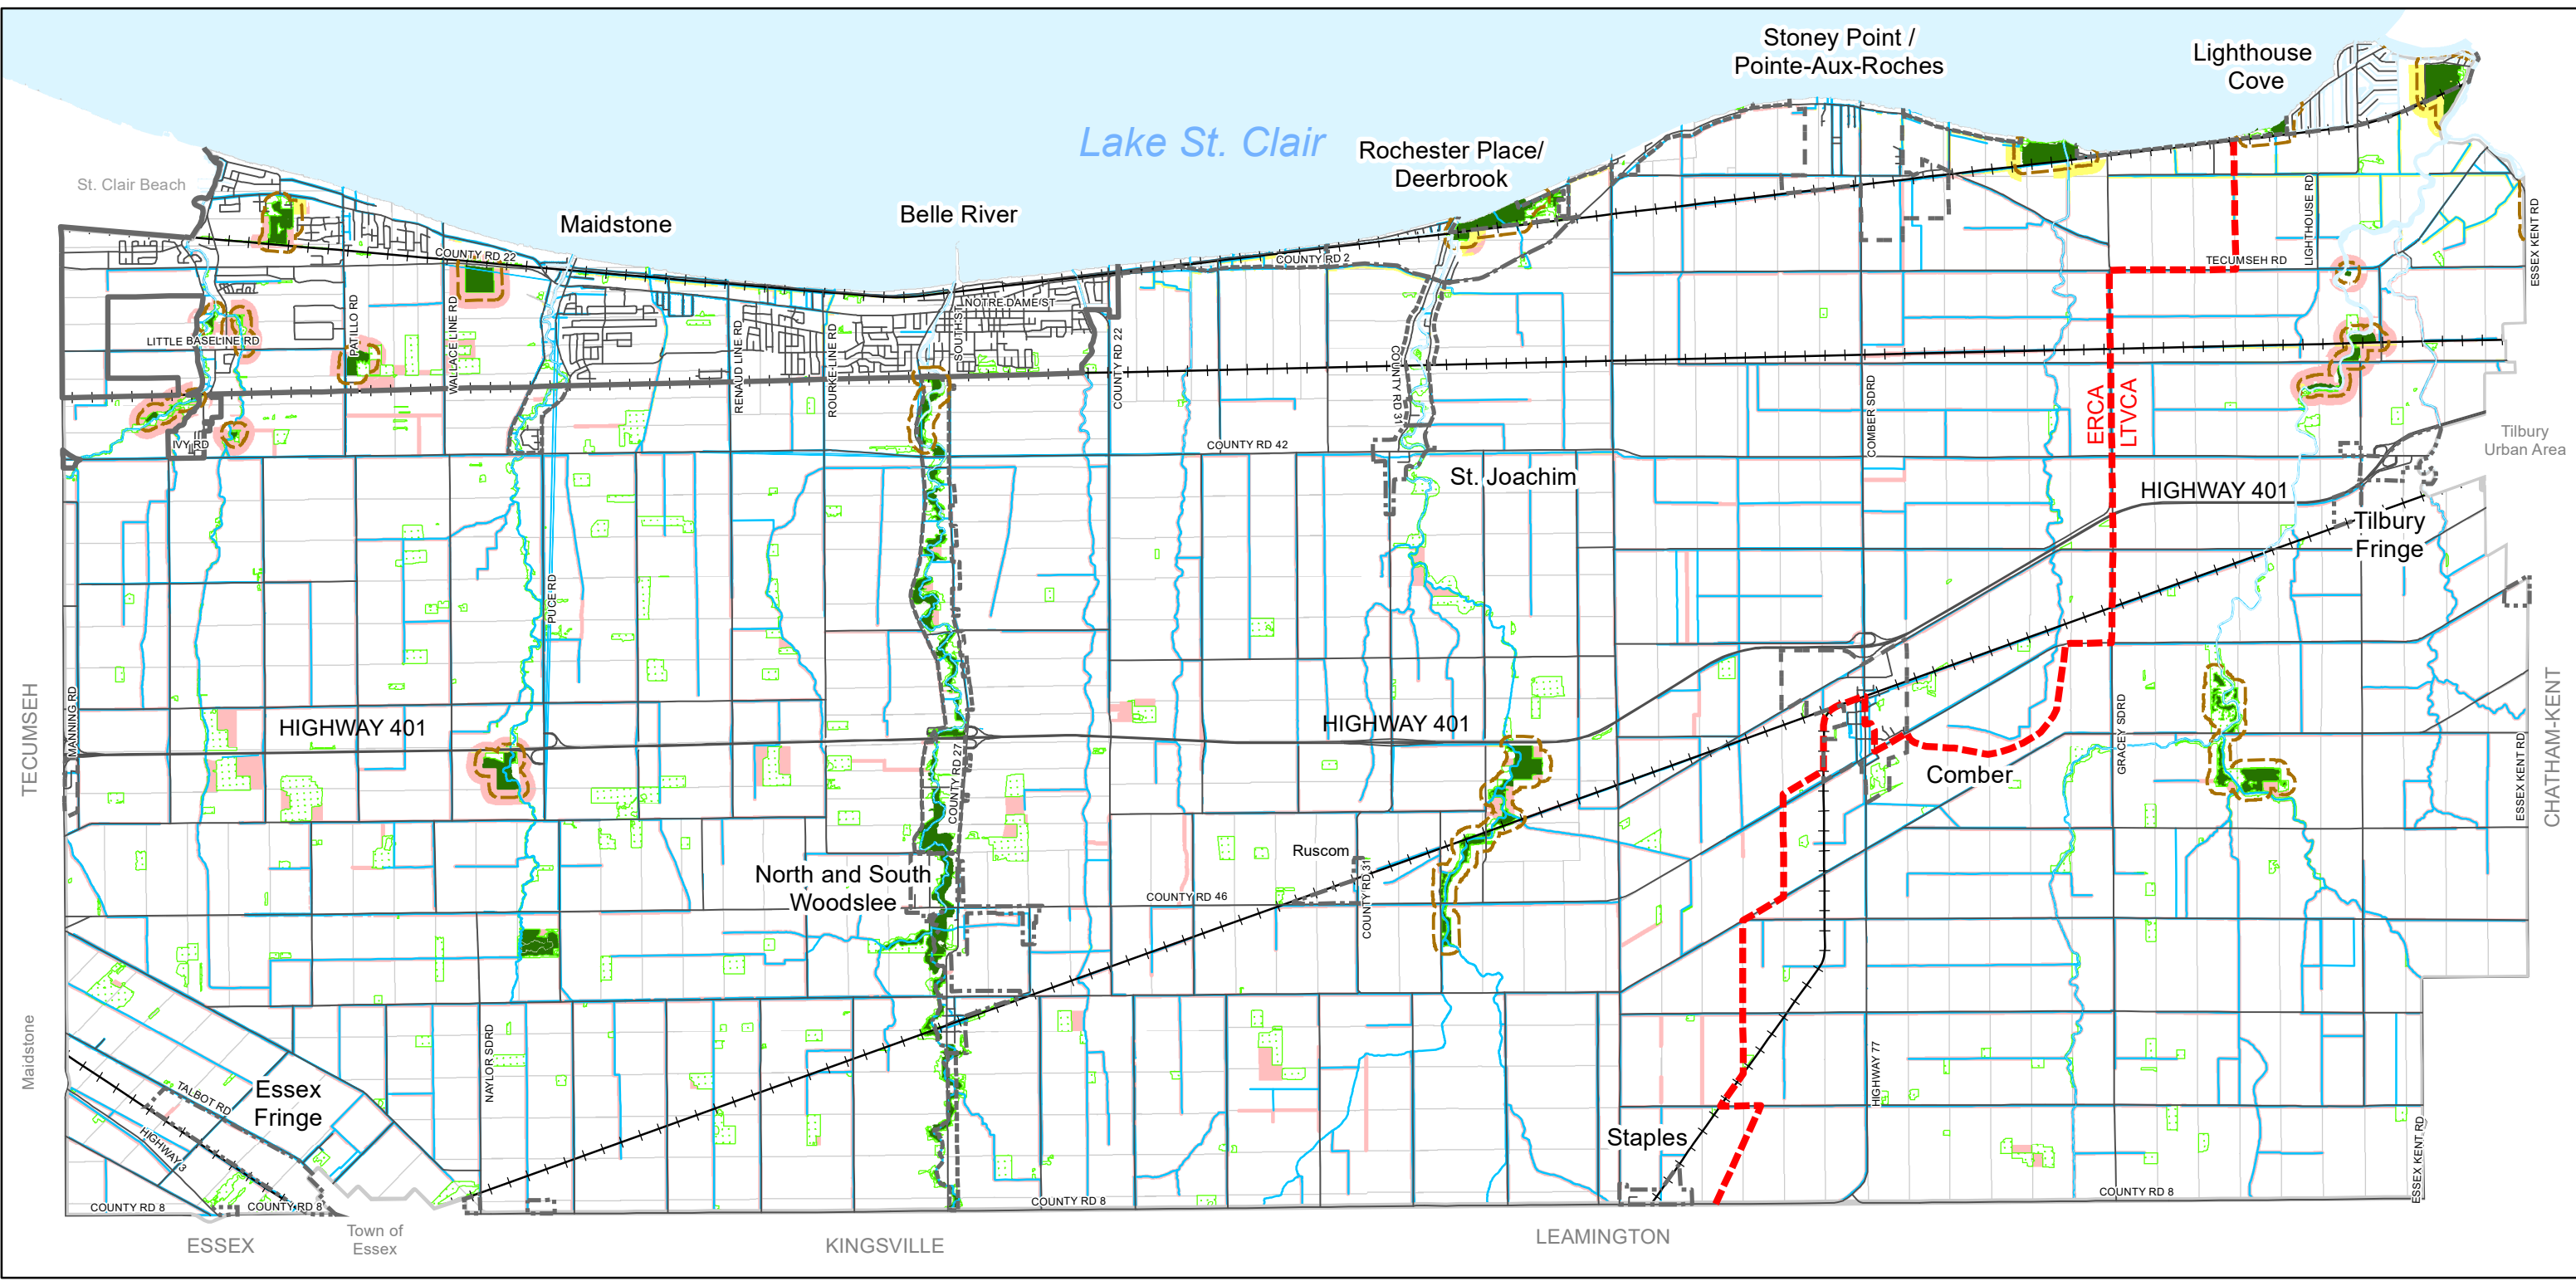 Stoney Point /
Pointe-Aux-Roches
Lighthouse
Cove
Lake St. Clair
Rochester Place/
Deerbrook
St. Clair Beach
Maidstone
Belle River
COUNTY RD 22
COUNTY RD 2
TECUMSEH RD
LIGHTHOUSE RD
ESSEX KENT RD
NOTRE DAME ST
SOUTH ST
LITTLE BASELINE RD
PATILLO RD
WALLACE LINE RD
RENAUD LINE RD
ROURKE LINE RD
COUNTY RD 22
COUNTY RD 31
COMBER SDRD
ERCA
LTVCA
IVY RD
COUNTY RD 42
Tilbury
Urban Area
St. Joachim
HIGHWAY 401
Tilbury
Fringe
PUCE RD
TECUMSEH
MANNING RD
HIGHWAY 401
HIGHWAY 401
COUNTY RD 27
GRACEY SDRD
Comber
ESSEX KENT RD
CHATHAM-KENT
Ruscom
North and South
Woodslee
COUNTY RD 46
COUNTY RD 31
Maidstone
NAYLOR SDRD
HIGHWAY 77
Essex
Fringe
TALBOT RD
HIGHWAY 3
Staples
ESSEX KENT RD
COUNTY RD 8
COUNTY RD 8
COUNTY RD 8
COUNTY RD 8
Town of
Essex
ESSEX
KINGSVILLE
LEAMINGTON